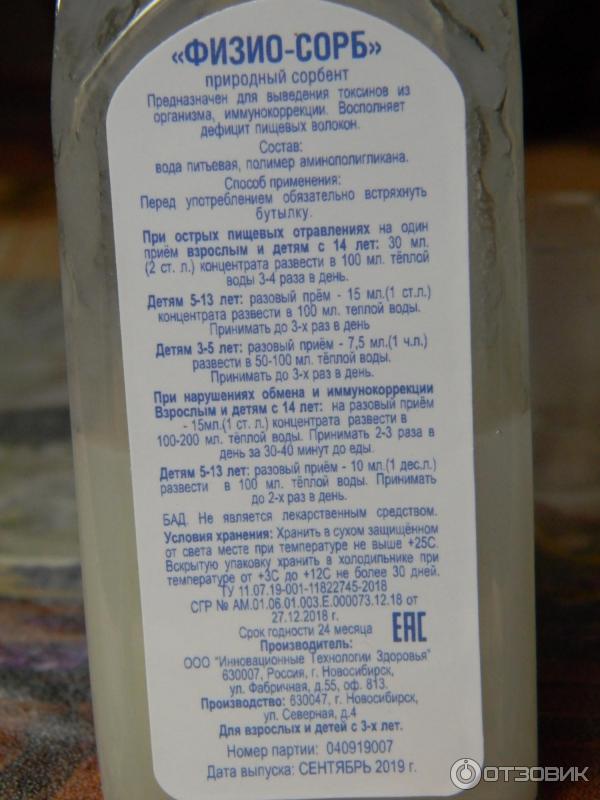 «ФИЗИО-СОРБ»
природный сорбент
Предназначен для выведения токсинов из
организма, иммунокоррекции. Восполняет
дефицит пищевых волокон.
Состав:
вода питьевая, полимер аминополигликана.
Способ применения:
Перед употреблением обязательно встряхнуть
бутылку.
При острых пищевых отравлениях на один
приём взрослым и детям с 14 лет: 30 мл.
(2 ст. л.) концентрата развести в 100 мл. тёплой
воды 3-4 раза в день.
Детям 5-13 лет: разовый прём - 15 мл.(1 ст.л.)
концентрата развести в 100 мл. теплой воды.
Принимать до 3-х раз в день
Детям 3-5 лет: разовый приём - 7,5 мл.(1 ч.л.)
развести в 50-100 мл. тёплой воды.
Принимать до 3-х раз в день.
При нарушениях обмена и иммунокоррекции
Взрослым и детям с 14 лет: на разовый приём
- 15мл.(1 ст. л.) концентрата развести в
100-200 мл. тёплой воды. Принимать 2-3 раза в
день за 30-40 минут до еды.
Детям 5-13 лет: разовый приём - 10 мл.(1 дес.л.)
развести в 100 мл. тёплой воды. Принимать
до 2-х раз в день.
БАД. Не является лекарственным средством.
Условия хранения: Хранить в сухом защищённом
от света месте при температуре не выше +25С.
Вскрытую упаковку хранить в холодильнике при
температуре от +3С до +12С не более 30 дней.
ТУ 11.07.19-001-11822745-2018
СГР № АМ.01.06.01.003.Е.000073.12.18 от
27.12.2018 г.
Срок годности 24 месяца
ЕАС
Производитель:
ООО "Инновационные Технологии Здоровья"
630007, Россия, г. Новосибирск,
ул. Фабричная, д.55, оф. 813.
Производство: 630047, г. Новосибирск,
ул. Северная, д.4
Для взрослых и детей с 3-х лет.
Номер партии: 040919007
Дата выпуска: СЕНТЯБРЬ 2019 г.
ОТЗОВИК